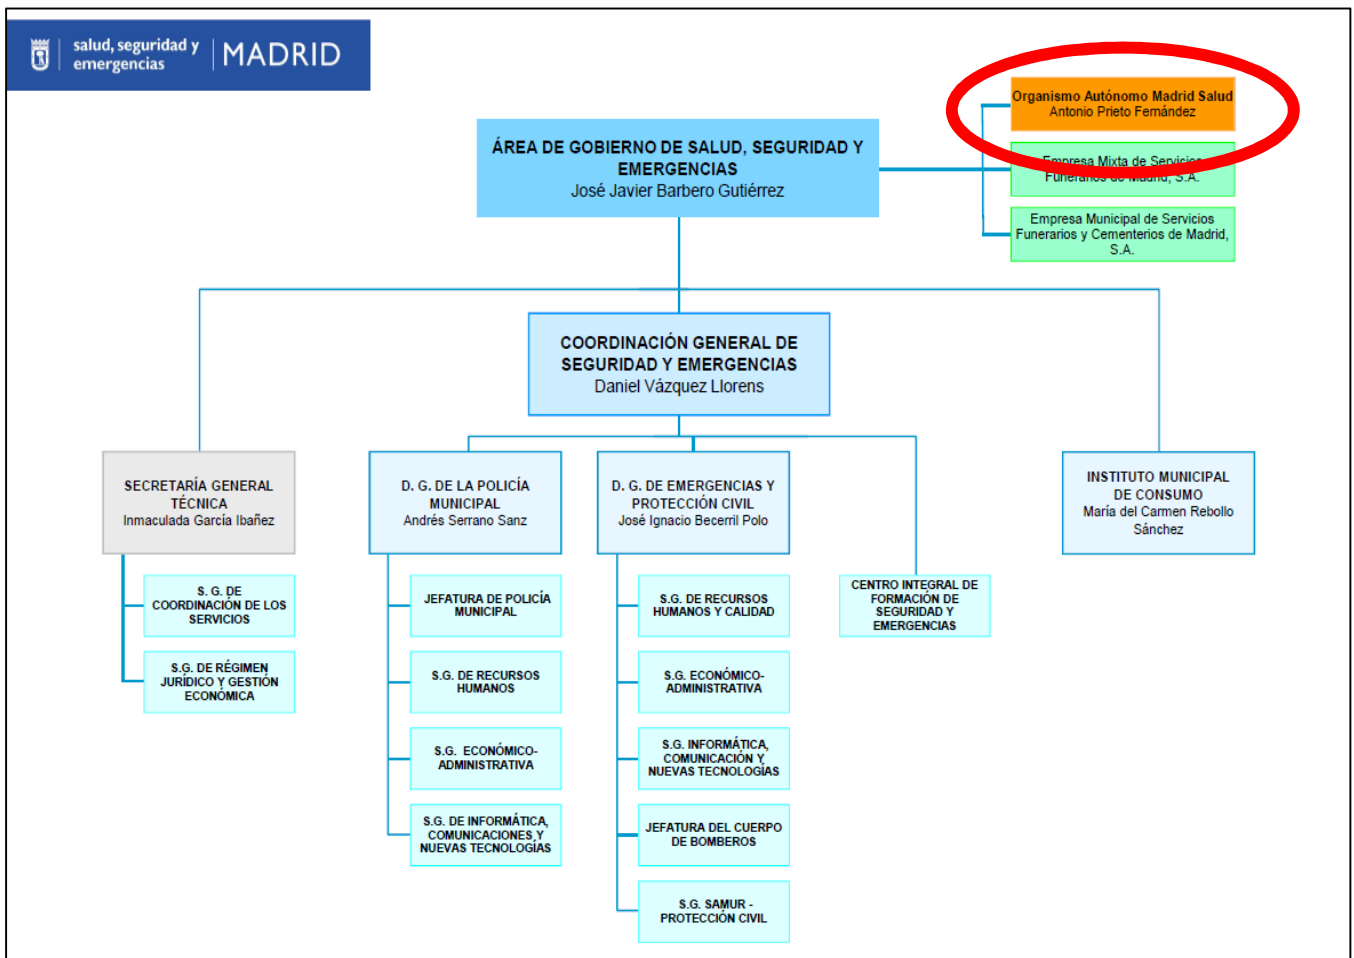 salud, seguridad y
emergencias
MADRID
Organismo Autónomo Madrid Salud
Antonio Prieto Fernández
Empresa Mixta de Servicios
Funerarios de Madrid, S.A.
Empresa Municipal de Servicios
Funerarios y Cementerios de Madrid,
S.A.
ÁREA DE GOBIERNO DE SALUD, SEGURIDAD Y
EMERGENCIAS
José Javier Barbero Gutiérrez
COORDINACIÓN GENERAL DE
SEGURIDAD Y EMERGENCIAS
Daniel Vázquez Llorens
SECRETARÍA GENERAL
TÉCNICA
Inmaculada García Ibañez
D. G. DE LA POLICÍA
MUNICIPAL
Andrés Serrano Sanz
D. G. DE EMERGENCIAS Y
PROTECCIÓN CIVIL
José Ignacio Becerril Polo
INSTITUTO MUNICIPAL
DE CONSUMO
María del Carmen Rebollo
Sánchez
S. G. DE
COORDINACIÓN DE LOS
SERVICIOS
S.G. DE RÉGIMEN
JURÍDICO Y GESTIÓN
ECONÓMICA
JEFATURA DE POLICÍA
MUNICIPAL
S.G. DE RECURSOS
HUMANOS
S.G. ECONÓMICO-
ADMINISTRATIVA
S.G. DE INFORMÁTICA,
COMUNICACIONES Y
NUEVAS TECNOLOGÍAS
S.G. DE RECURSOS
HUMANOS Y CALIDAD
S.G. ECONÓMICO-
ADMINISTRATIVA
S.G. INFORMÁTICA,
COMUNICACIÓN Y
NUEVAS TECNOLOGÍAS
JEFATURA DEL CUERPO
DE BOMBEROS
S.G. SAMUR -
PROTECCIÓN CIVIL
CENTRO INTEGRAL DE
FORMACIÓN DE
SEGURIDAD Y
EMERGENCIAS